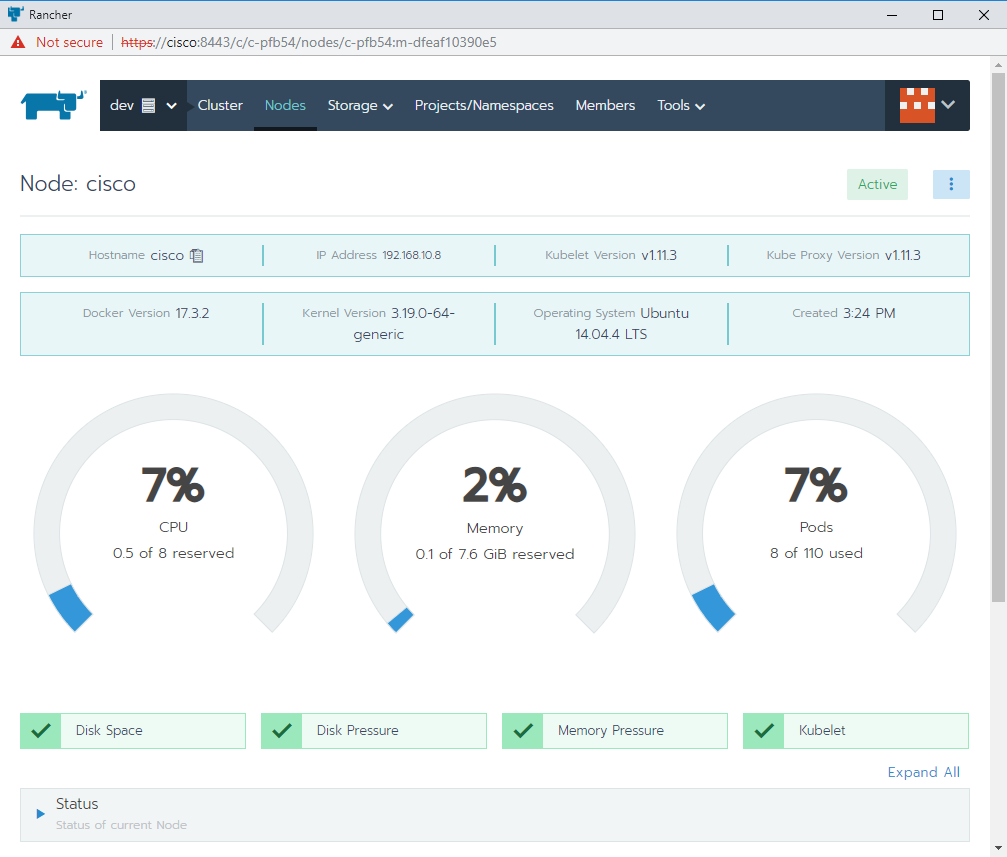 Rancher
Not secure https://cisco:8443/c/c-pfb54/nodes/c-pfb54:m-dfeaf10390e5
dev Cluster Nodes Storage Projects/Namespaces Members Tools
Node: cisco Active
Hostname cisco IP Address 192.168.10.8 Kubelet Version v1.11.3 Kube Proxy Version v1.11.3
Docker Version 17.3.2 Kernel Version 3.19.0-64- Operating System Ubuntu Created 3:24 PM
generic 14.04.4 LTS
7% 2% 7%
CPU Memory Pods
0.5 of 8 reserved 0.1 of 7.6 GiB reserved 8 of 110 used
Disk Space Disk Pressure Memory Pressure Kubelet
Expand All
Status
Status of current Node